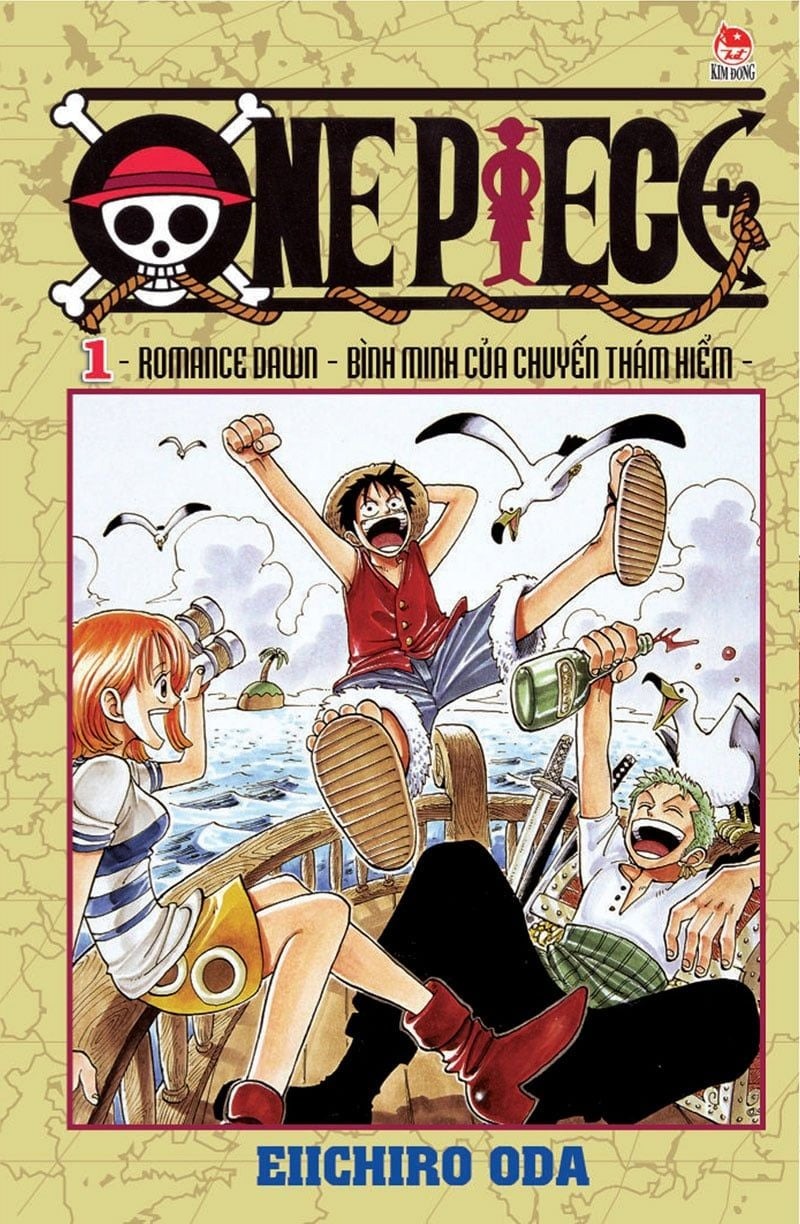 KIM ĐỒNG
ONE PIECE
1 - ROMANCE DAWN - BÌNH MINH CỦA CHUYẾN THÁM HIỂM -
EIICHIRO ODA